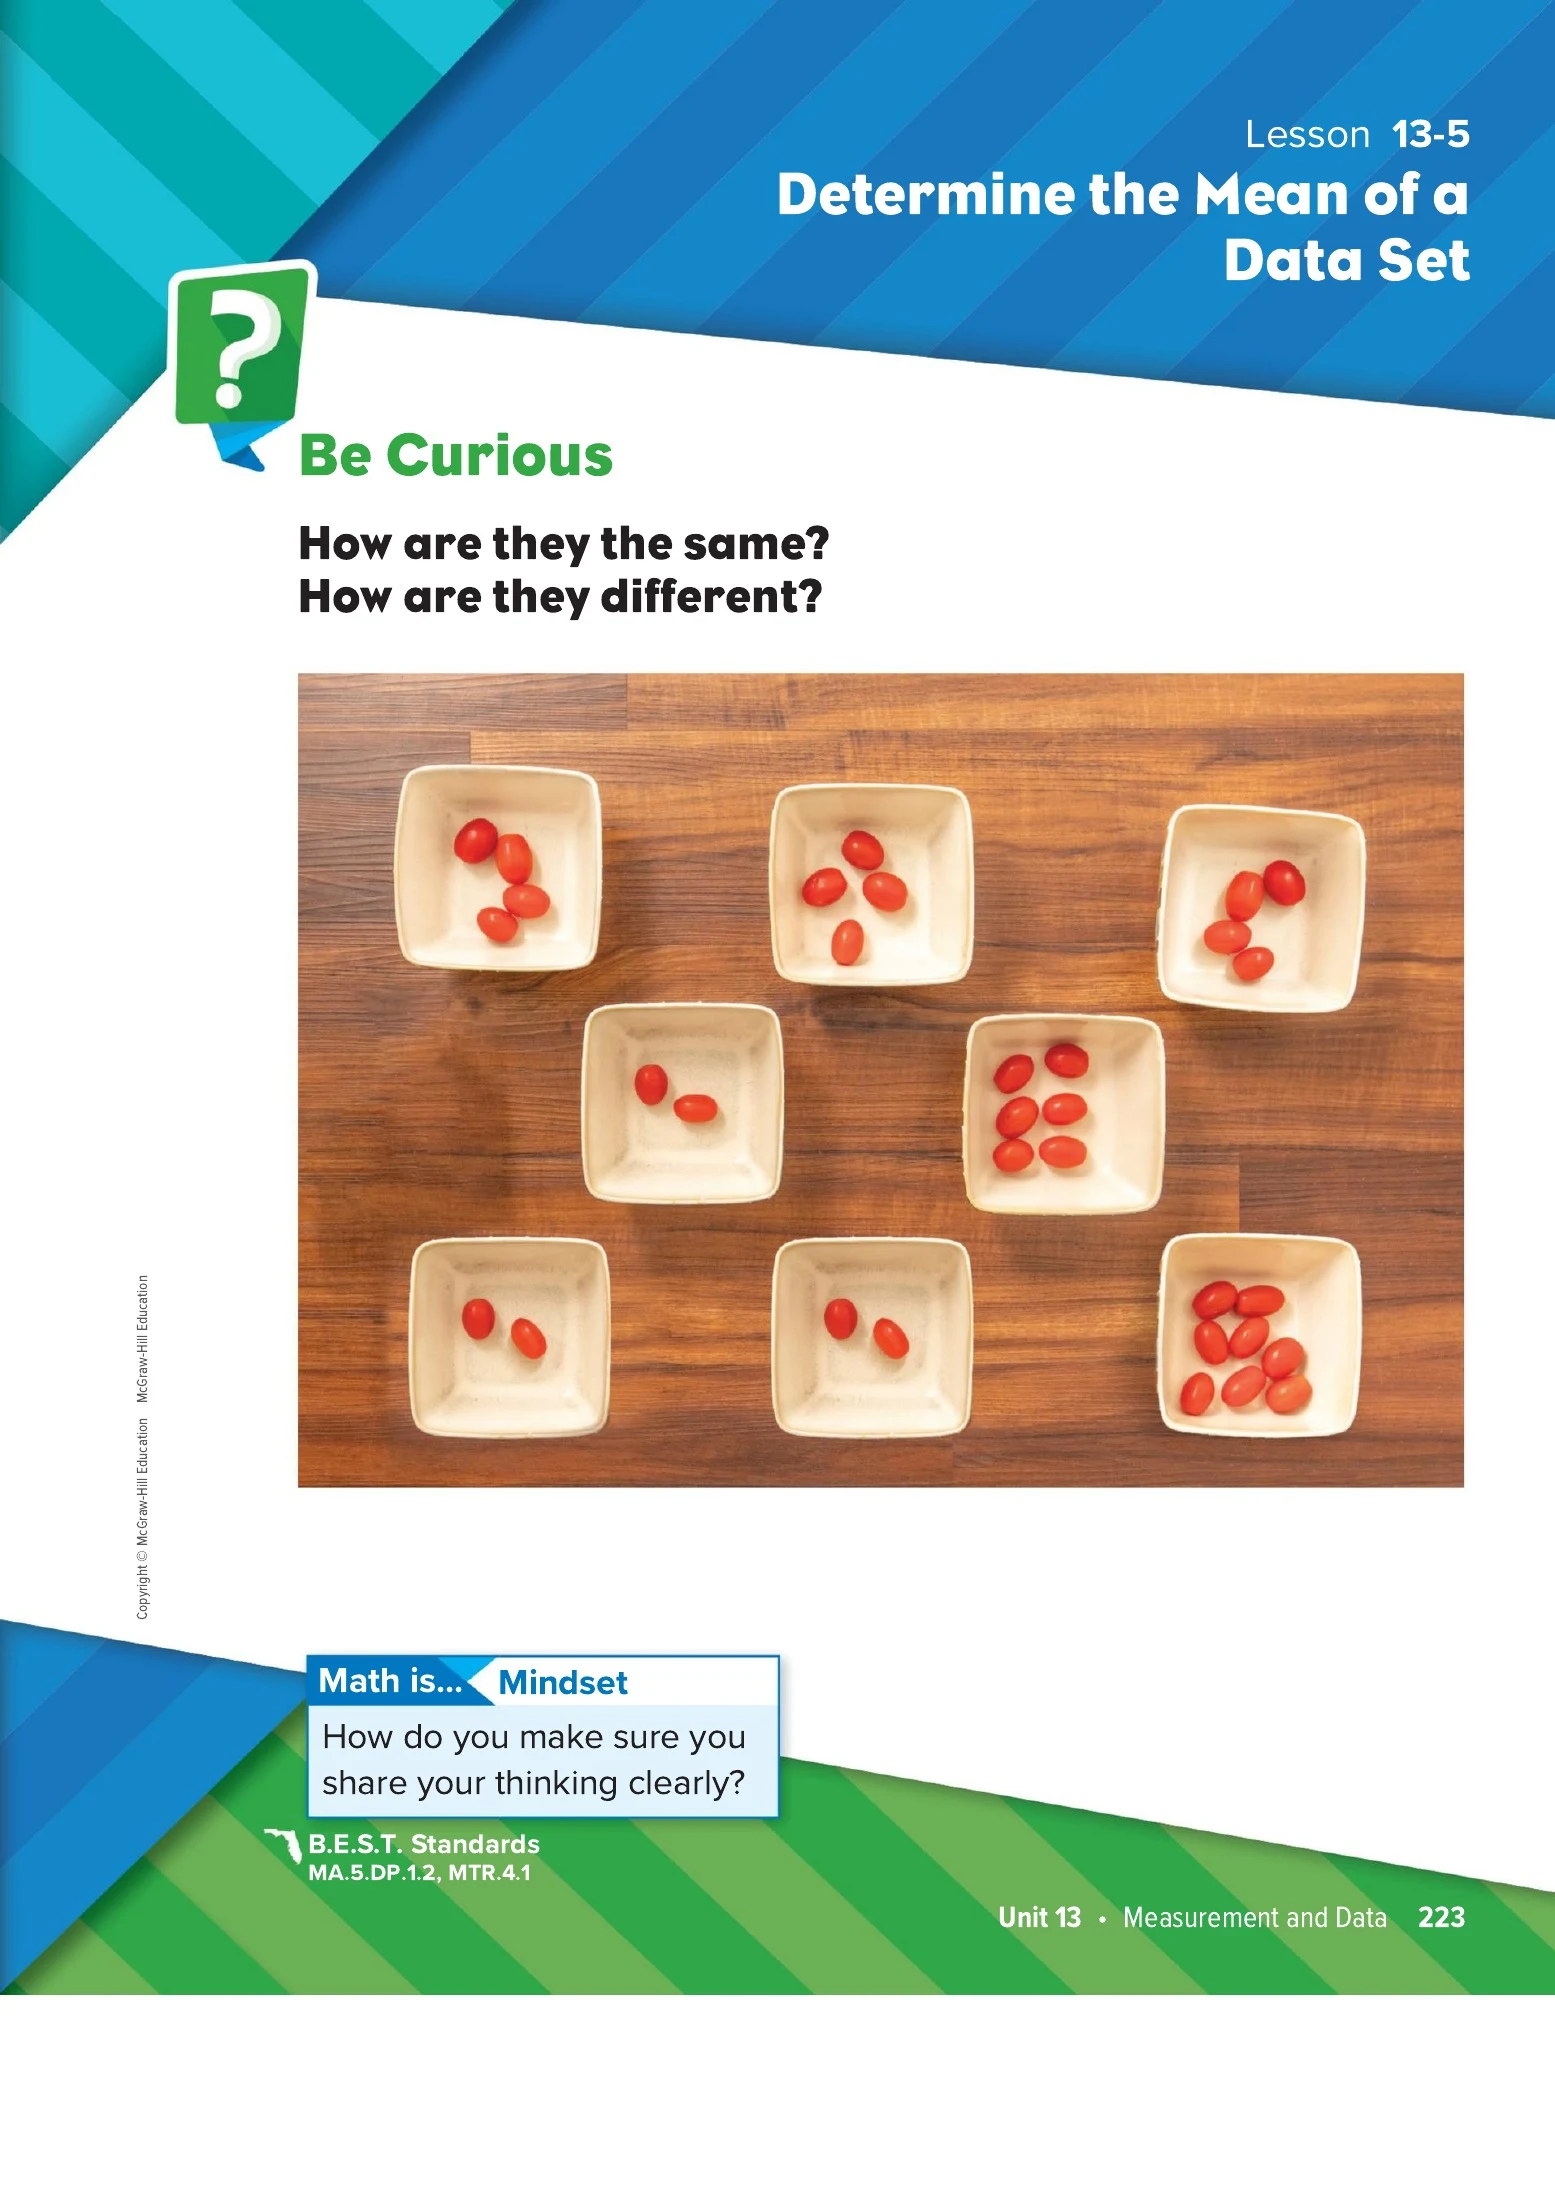 Lesson 13-5
Determine the Mean of a
Data Set
?
Be Curious
How are they the same?
How are they different?
Copyright © McGraw-Hill Education McGraw-Hill Education
Math is... Mindset
How do you make sure you
share your thinking clearly?
B.E.S.T. Standards
MA.5.DP.1.2, MTR.4.1
Unit 13 • Measurement and Data 223